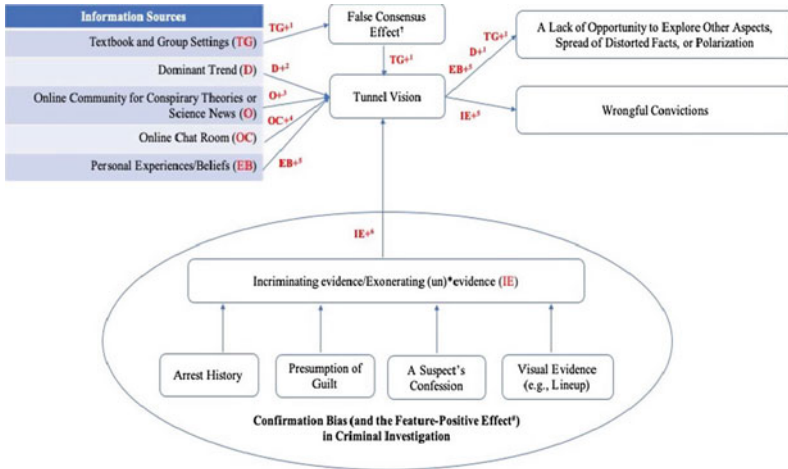 Information Sources
Textbook and Group Settings (TG)
Dominant Trend (D)
Online Community for Conspirary Theories or
Science News (O)
Online Chat Room (OC)
Personal Experiences/Beliefs (EB)
TG+¹
D+²
O+³
OC+⁴
EB+⁵
False Consensus
Effect†
TG+¹
Tunnel Vision
TG+¹
D+¹
EB+⁵
IE+⁵
A Lack of Opportunity to Explore Other Aspects,
Spread of Distorted Facts, or Polarization
Wrongful Convictions
IE+⁶
Incriminating evidence/Exonerating (un)*evidence (IE)
Arrest History
Presumption of
Guilt
A Suspect's
Confession
Visual Evidence
(e.g., Lineup)
Confirmation Bias (and the Feature-Positive Effect#)
in Criminal Investigation